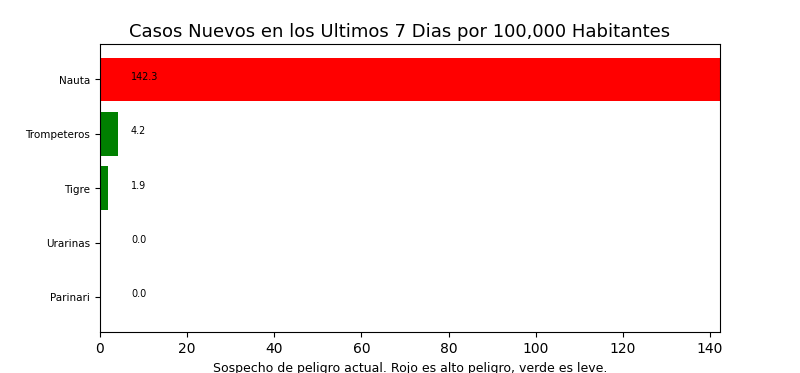 Casos Nuevos en los Ultimos 7 Dias por 100,000 Habitantes
Nauta 142.3
Trompeteros 4.2
Tigre 1.9
Urarinas 0.0
Parinari 0.0
0 20 40 60 80 100 120 140
Sospecho de peligro actual. Rojo es alto peligro, verde es leve.